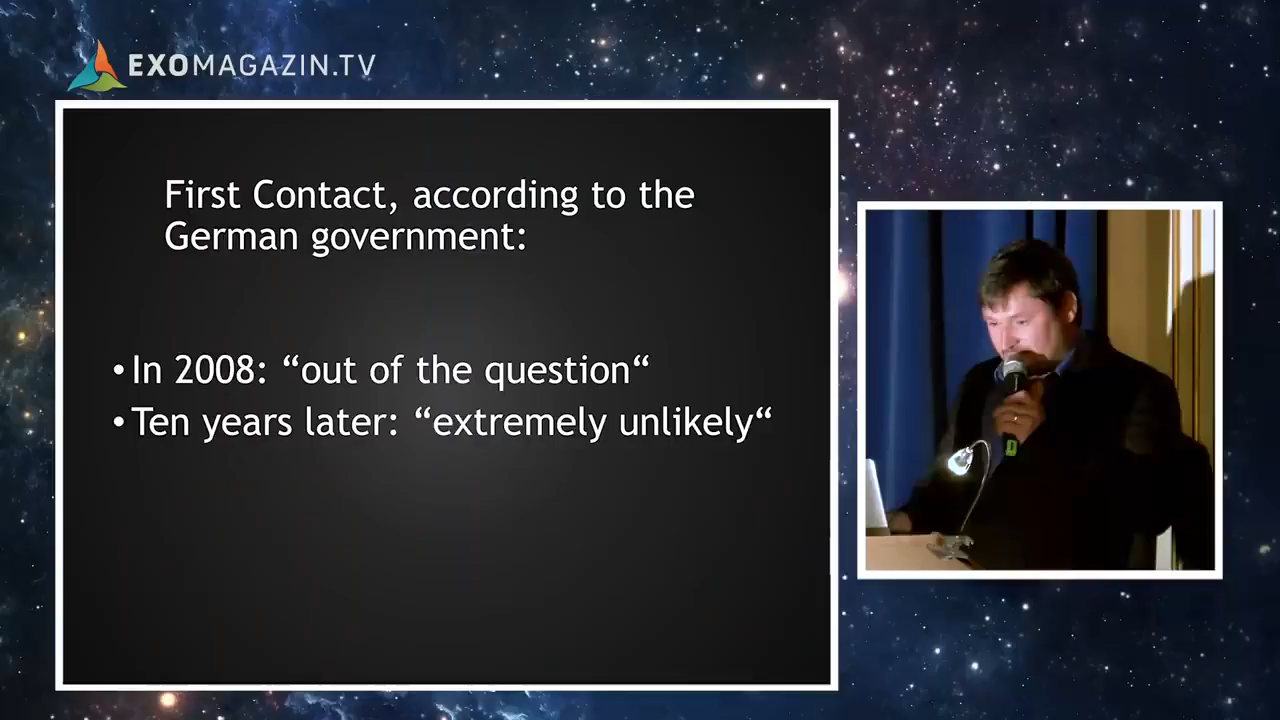 EXOMAGAZIN.TV
First Contact, according to the
German government:
• In 2008: “out of the question“
• Ten years later: “extremely unlikely“